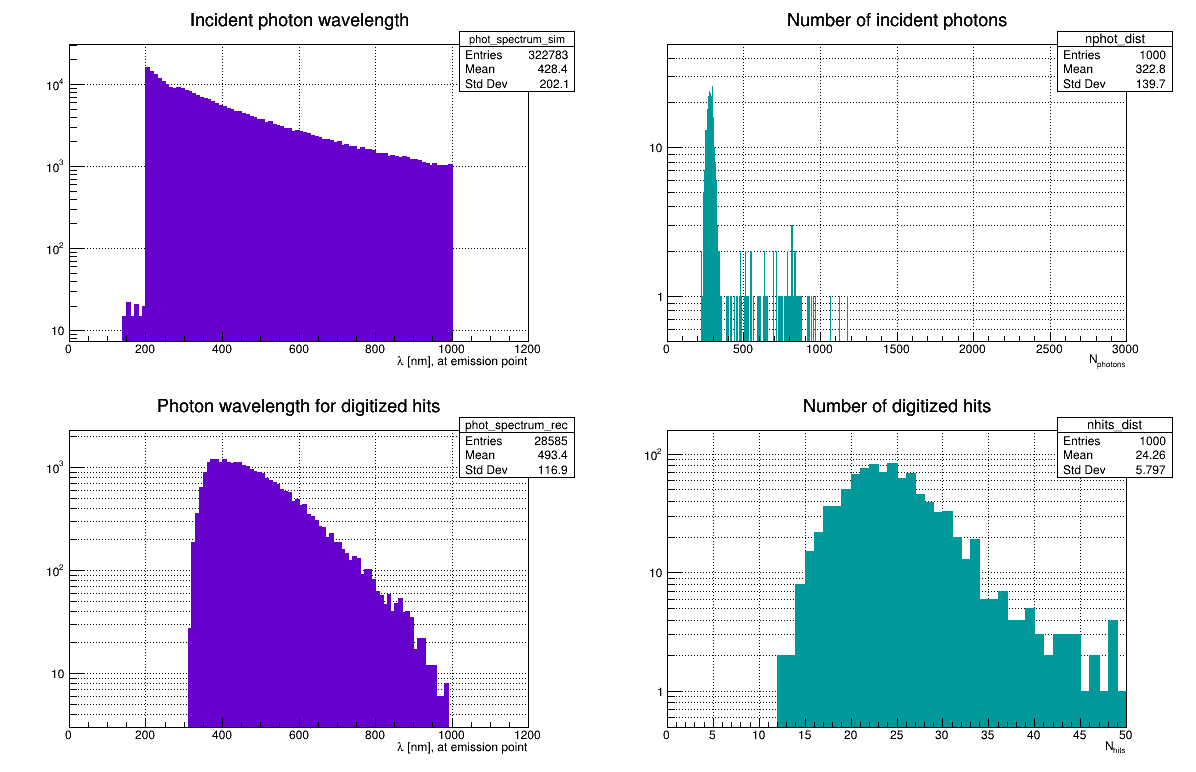 Incident photon wavelength
phot_spectrum_sim
Entries 322783
Mean 428.4
Std Dev 202.1
10^4
10^3
10^2
10
0 200 400 600 800 1000 1200
λ [nm], at emission point
Number of incident photons
nphot_dist
Entries 1000
Mean 322.8
Std Dev 139.7
10
1
0 500 1000 1500 2000 2500 3000
N_photons
Photon wavelength for digitized hits
phot_spectrum_rec
Entries 28585
Mean 493.4
Std Dev 116.9
10^3
10^2
10
0 200 400 600 800 1000 1200
λ [nm], at emission point
Number of digitized hits
nhits_dist
Entries 1000
Mean 24.26
Std Dev 5.797
10^2
10
1
0 5 10 15 20 25 30 35 40 45 50
N_hits